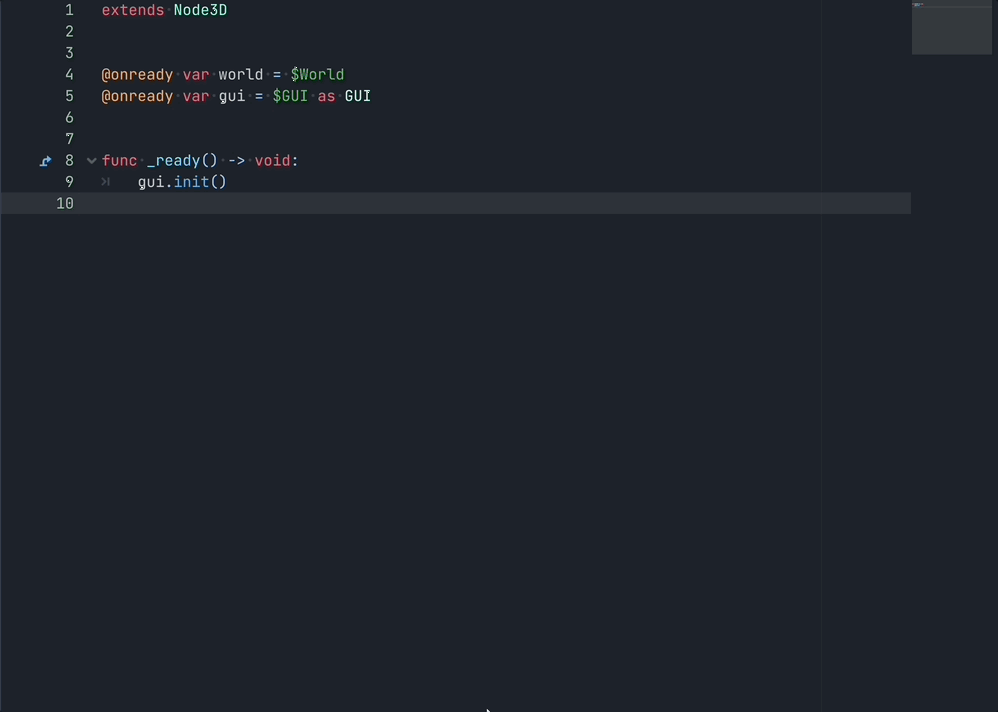 1 extends Node3D
2
3
4 @onready var world = $World
5 @onready var gui = $GUI as GUI
6
7
8 func _ready() -> void:
9 gui.init()
10